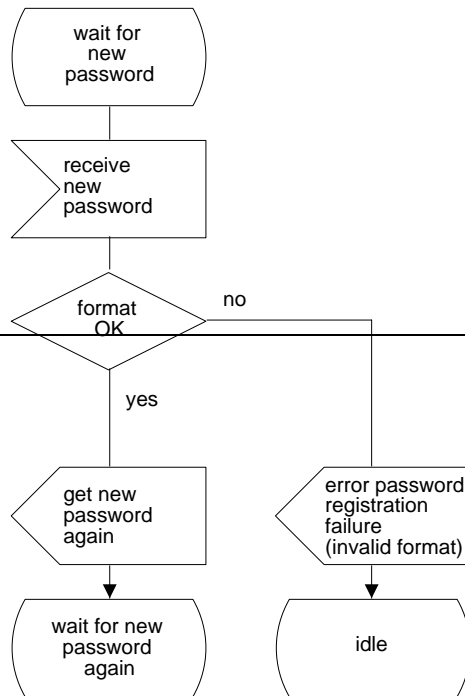 wait for
new
password
receive
new
password
format
OK
no
yes
get new
password
again
error password
registration
failure
(invalid format)
wait for new
password
again
idle